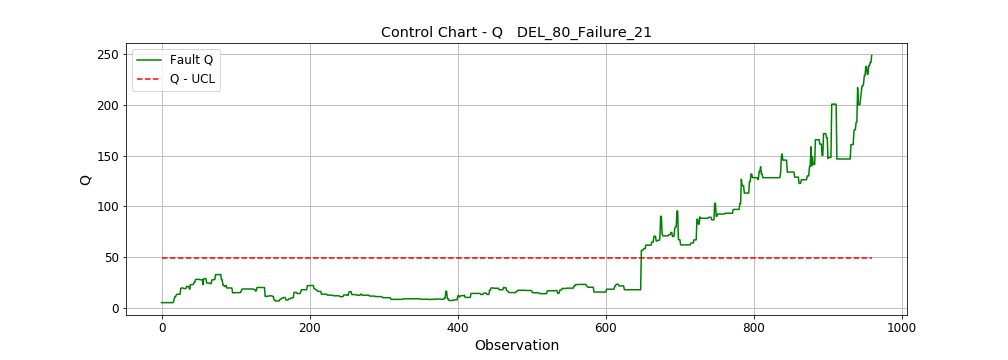 Control Chart - Q   DEL_80_Failure_21
Fault Q
Q - UCL
250
200
150
100
50
0
Q
0 200 400 600 800 1000
Observation